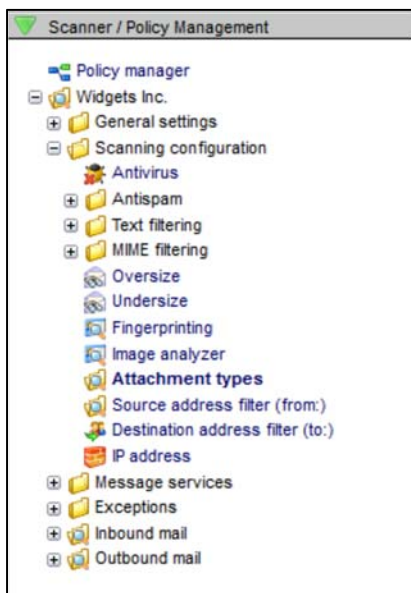 Scanner / Policy Management
Policy manager
Widgets Inc.
General settings
Scanning configuration
Antivirus
Antispam
Text filtering
MIME filtering
Oversize
Undersize
Fingerprinting
Image analyzer
Attachment types
Source address filter (from:)
Destination address filter (to:)
IP address
Message services
Exceptions
Inbound mail
Outbound mail